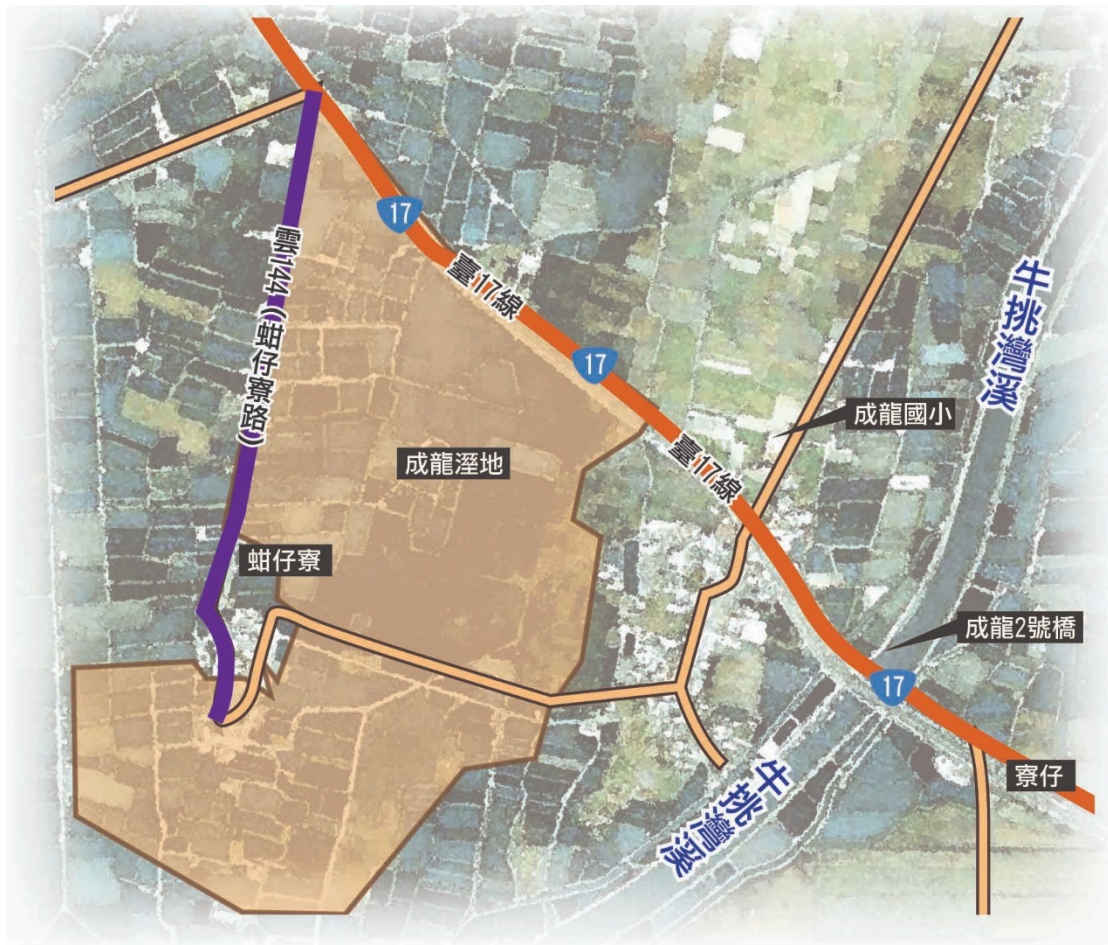 17
臺17線
雲144(蚶仔寮路)
17
牛挑灣溪
成龍國小
臺17線
成龍溼地
蚶仔寮
成龍2號橋
17
寮仔
牛挑灣溪